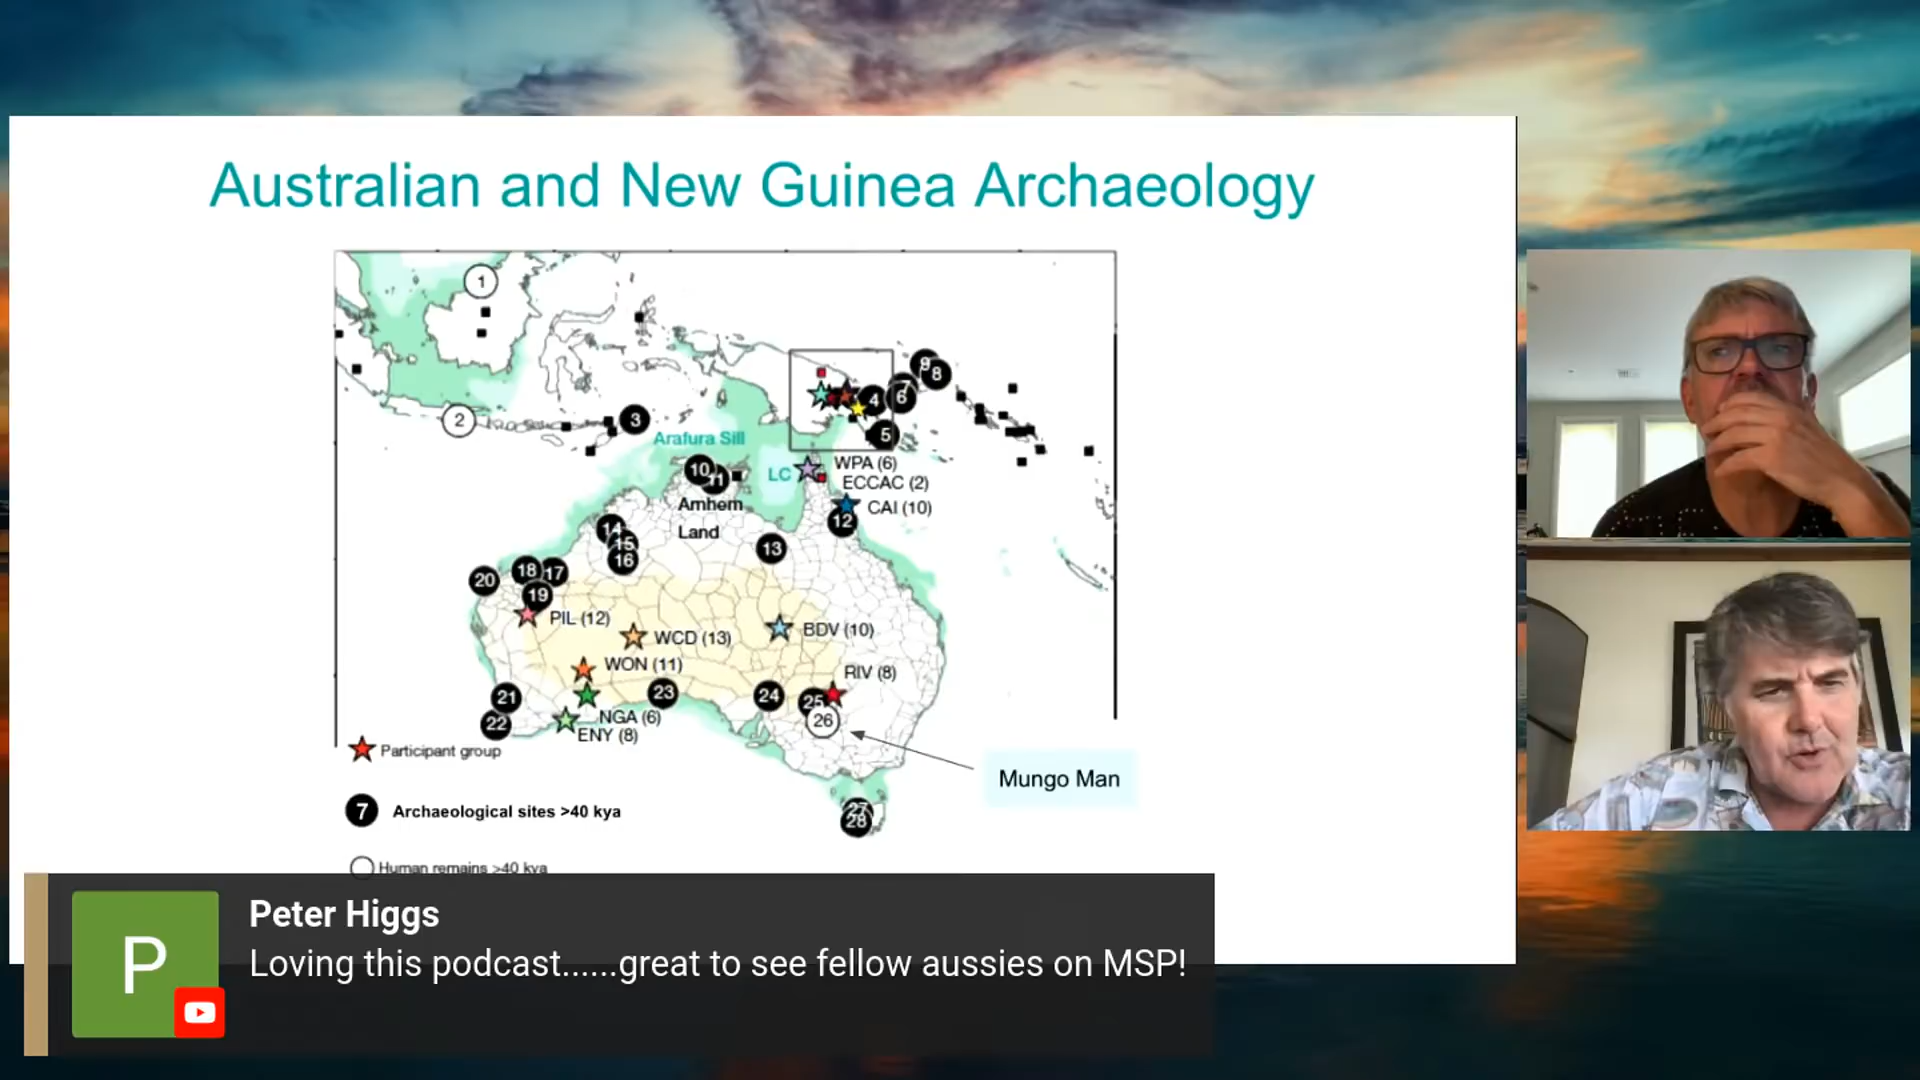 Australian and New Guinea Archaeology
1
2
3
9
8
7
4
6
5
Arafura Sill
10
11
LC
WPA (6)
ECCAC (2)
Amhem
Land
CAI (10)
12
14
15
16
13
20
18
17
19
PIL (12)
WCD (13)
BDV (10)
WON (11)
RIV (8)
21
22
23
24
25
26
NGA (6)
ENY (8)
Participant group
Mungo Man
7
Archaeological sites >40 kya
27
28
Human remains >40 kya
P
Peter Higgs
Loving this podcast......great to see fellow aussies on MSP!